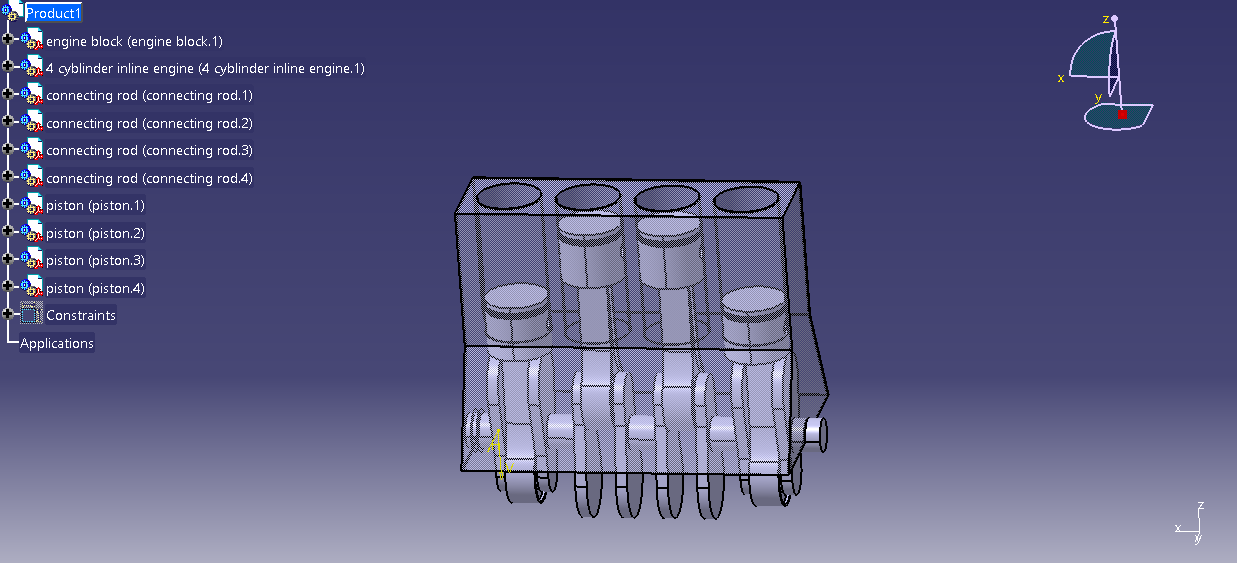 Product1
engine block (engine block.1)
4 cyblinder inline engine (4 cyblinder inline engine.1)
connecting rod (connecting rod.1)
connecting rod (connecting rod.2)
connecting rod (connecting rod.3)
connecting rod (connecting rod.4)
piston (piston.1)
piston (piston.2)
piston (piston.3)
piston (piston.4)
Constraints
Applications
z
x
y
z
x
y